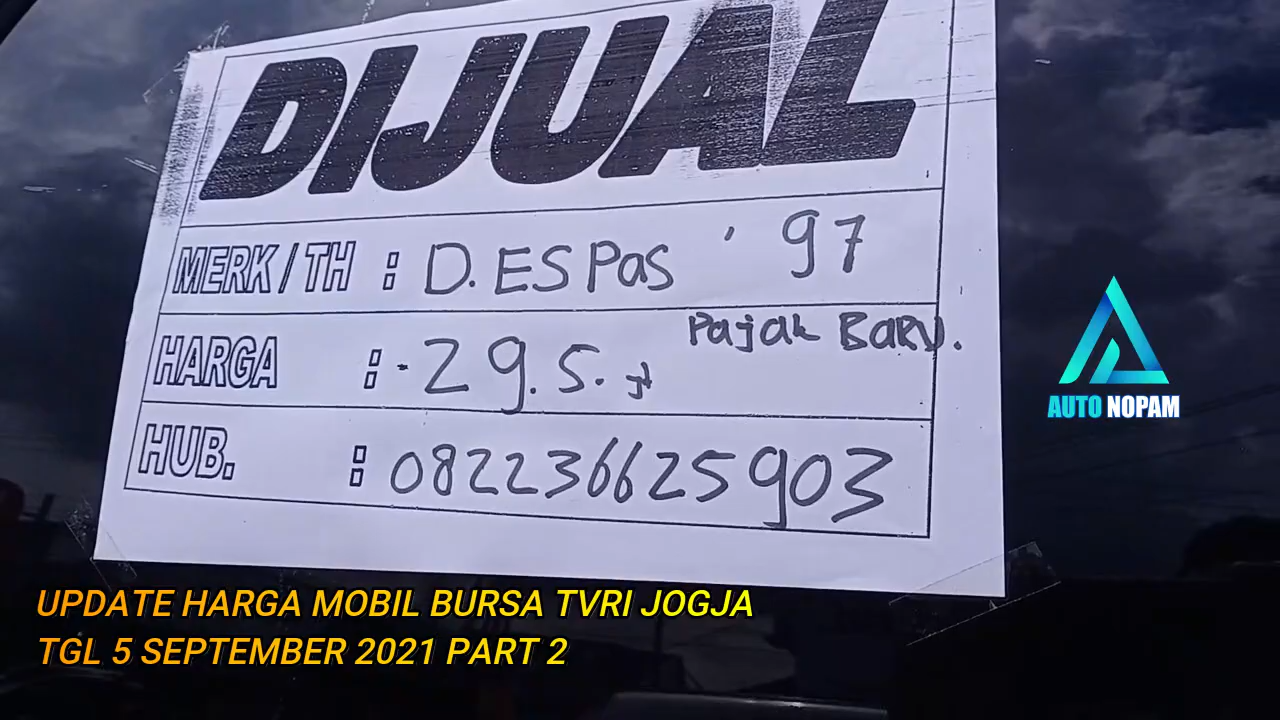 DIJUAL
MERK / TH : D. ESPas '97
HARGA : 29.5. jt
Pajak BaRU.
HUB. : 082236625903
AUTO NOPAM
UPDATE HARGA MOBIL BURSA TVRI JOGJA
TGL 5 SEPTEMBER 2021 PART 2